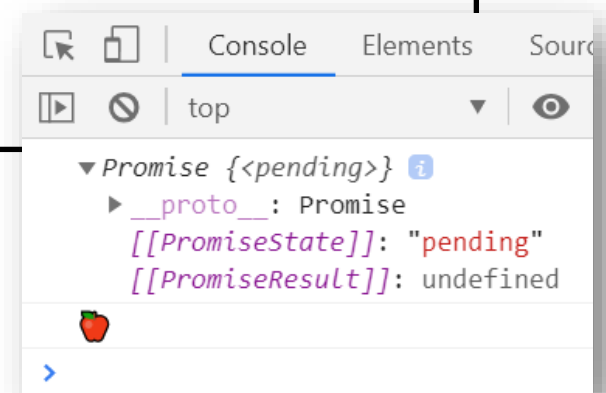 Console Elements Sourc
top
Promise {<pending>} i
__proto__: Promise
[[PromiseState]]: "pending"
[[PromiseResult]]: undefined
🍎
>